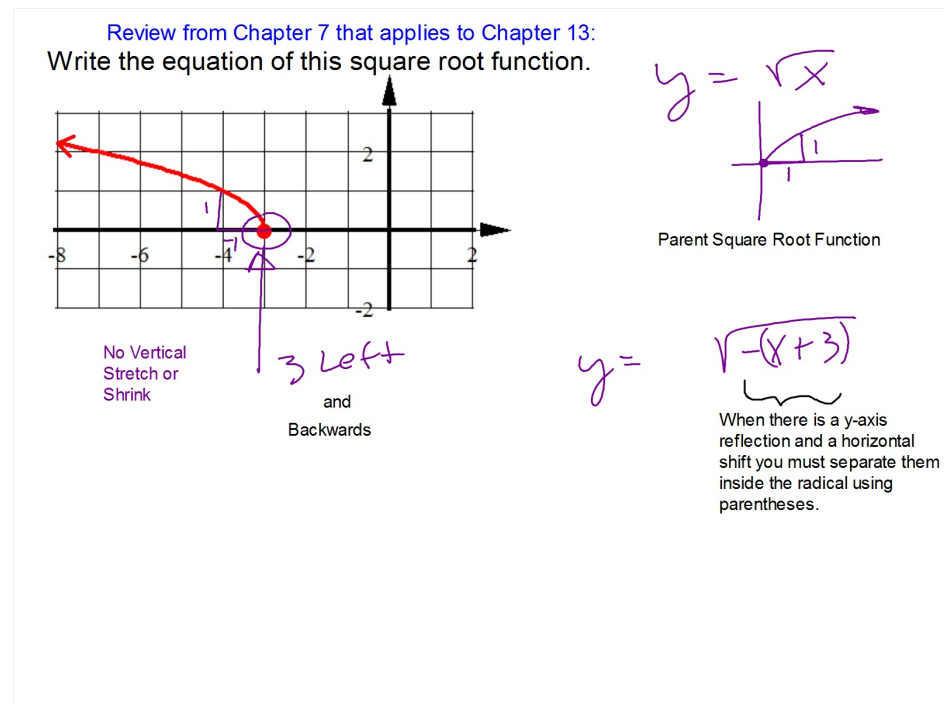 Review from Chapter 7 that applies to Chapter 13:
Write the equation of this square root function.
y = √x
2
1
1
Parent Square Root Function
1
-1
-8
-6
-4
-2
2
-2
No Vertical
Stretch or
Shrink
3 Left
and
Backwards
y = √-(x+3)
When there is a y-axis
reflection and a horizontal
shift you must separate them
inside the radical using
parentheses.